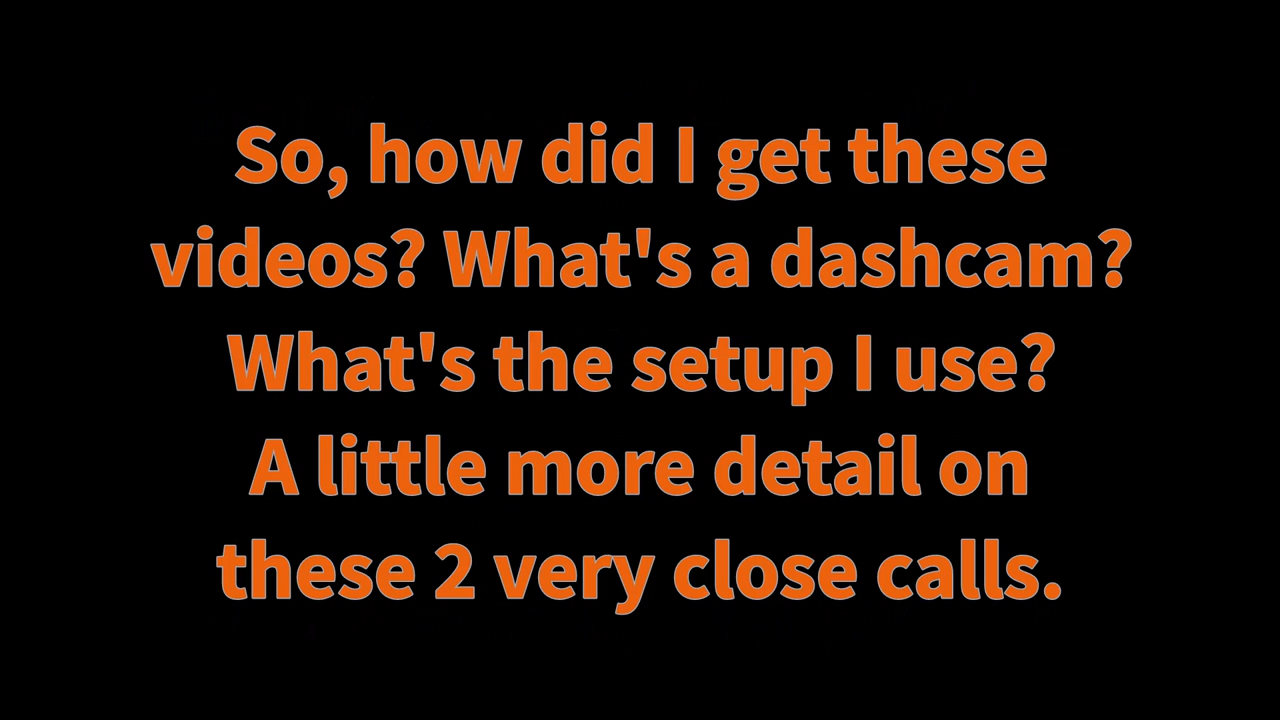 So, how did I get these
videos? What's a dashcam?
What's the setup I use?
A little more detail on
these 2 very close calls.